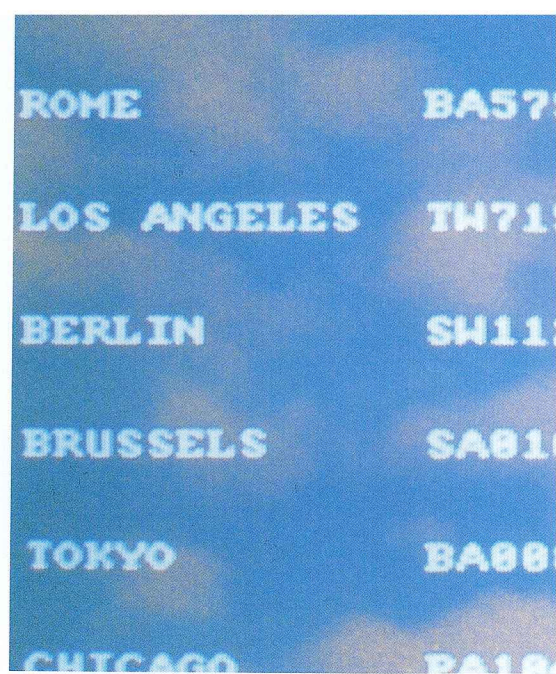 ROME BA57
LOS ANGELES TW71
BERLIN SW11
BRUSSELS SA01
TOKYO BA00
CHICAGO